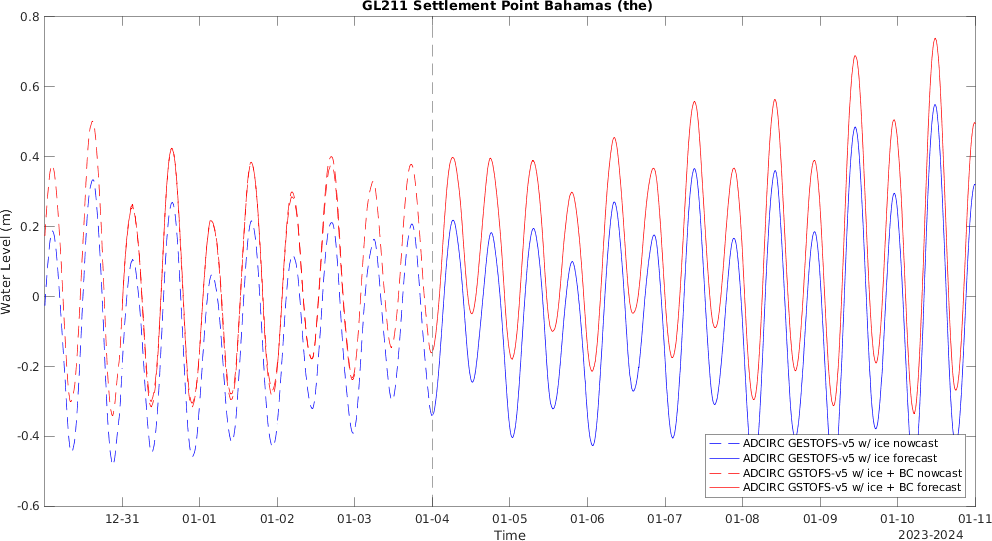 GL211 Settlement Point Bahamas (the)
0.8
0.6
0.4
0.2
0
-0.2
-0.4
-0.6
Water Level (m)
12-31 01-01 01-02 01-03 01-04 01-05 01-06 01-07 01-08 01-09 01-10 01-11
Time
2023-2024
ADCIRC GESTOFS-v5 w/ ice nowcast
ADCIRC GESTOFS-v5 w/ ice forecast
ADCIRC GSTOFS-v5 w/ ice + BC nowcast
ADCIRC GSTOFS-v5 w/ ice + BC forecast